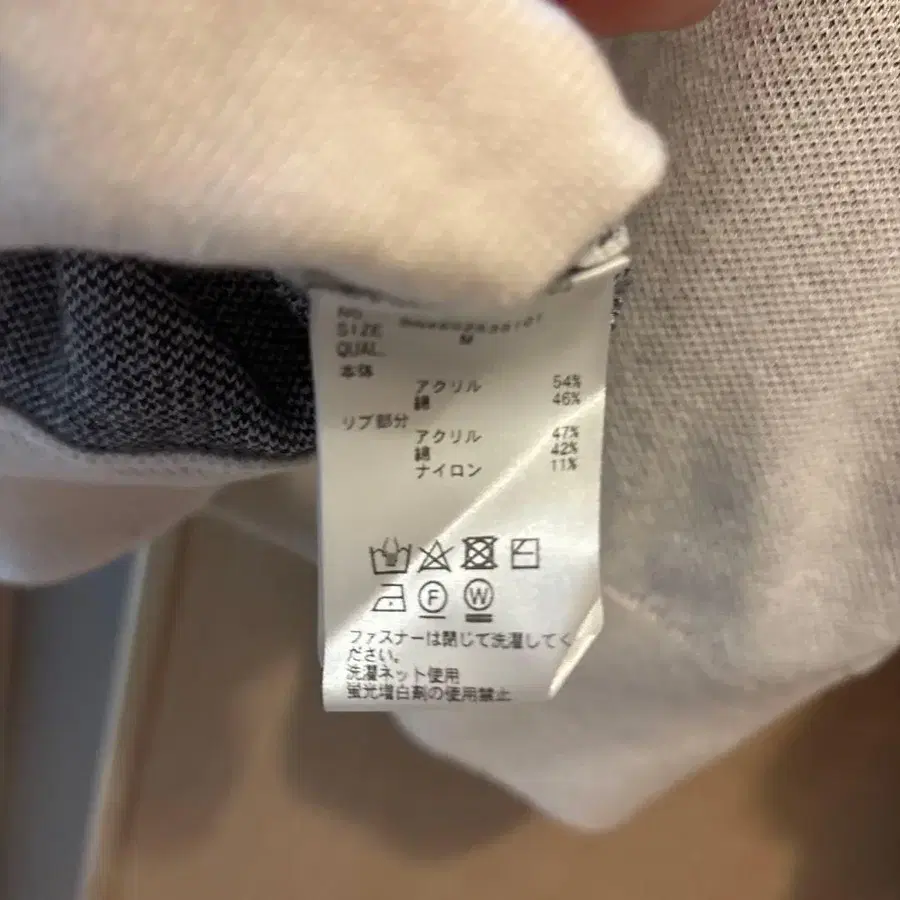 NO.
SIZE M
QUAL.
本体
アクリル 54%
綿 46%
リブ部分
アクリル 47%
綿 42%
ナイロン 11%
F W
ファスナーは閉じて洗濯してく
ださい。
洗濯ネット使用
蛍光増白剤の使用禁止